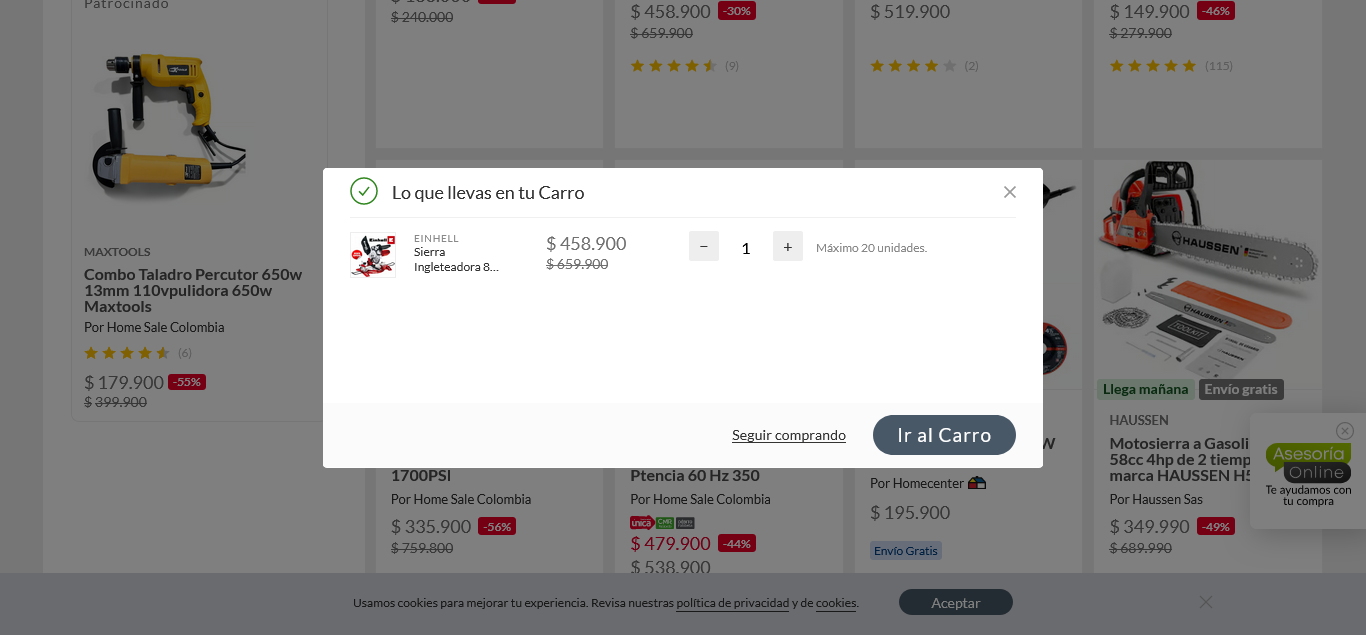 Patrocinado
$ 240.000
$ 458.900 -30%
$ 659.900
(9)
$ 519.900
(2)
$ 149.900 -46%
$ 279.900
(115)
MAXTOOLS
Combo Taladro Percutor 650w
13mm 110vpulidora 650w
Maxtools
Por Home Sale Colombia
(6)
$ 179.900 -55%
$ 399.900
Lo que llevas en tu Carro
Einhell
EINHELL
Sierra
Ingleteadora 8...
$ 458.900
$ 659.900
− 1 + Máximo 20 unidades.
Seguir comprando
Ir al Carro
1700PSI
Por Home Sale Colombia
$ 335.900 -56%
$ 759.800
Ptencia 60 Hz 350
Por Home Sale Colombia
única CMR
$ 479.900 -44%
$ 538.900
W
Por Homecenter
$ 195.900
Envío Gratis
HAUSSEN
HAUSSEN
TOOLKIT
Llega mañana Envío gratis
HAUSSEN
Motosierra a Gasoli
58cc 4hp de 2 tiemp
marca HAUSSEN H5
Por Haussen Sas
$ 349.990 -49%
$ 689.990
Asesoría
Online
Te ayudamos con
tu compra
Usamos cookies para mejorar tu experiencia. Revisa nuestras política de privacidad y de cookies.
Aceptar